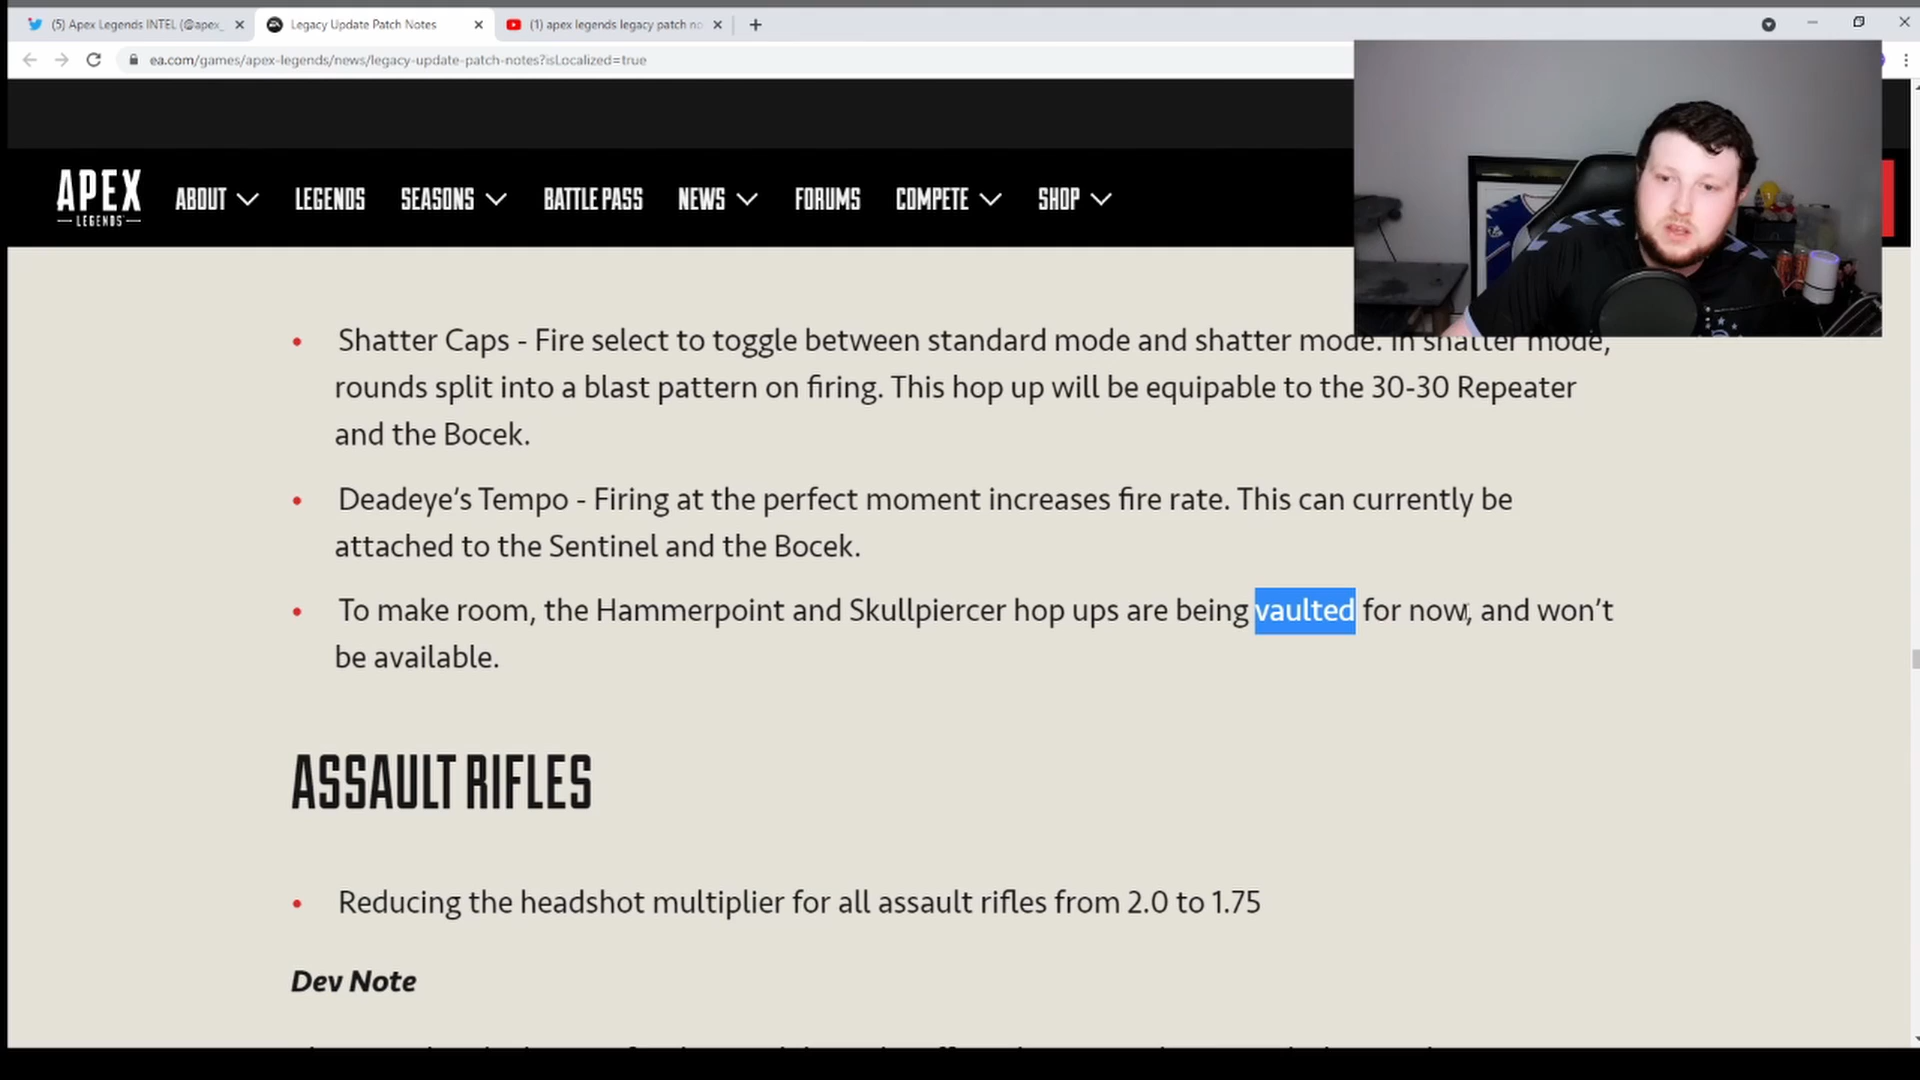 (5) Apex Legends INTEL (@apex_
Legacy Update Patch Notes
(1) apex legends legacy patch no
ea.com/games/apex-legends/news/legacy-update-patch-notes?isLocalized=true
APEX
LEGENDS
ABOUT LEGENDS SEASONS BATTLE PASS NEWS FORUMS COMPETE SHOP
Shatter Caps - Fire select to toggle between standard mode and shatter mode. In shatter mode,
rounds split into a blast pattern on firing. This hop up will be equipable to the 30-30 Repeater
and the Bocek.
Deadeye’s Tempo - Firing at the perfect moment increases fire rate. This can currently be
attached to the Sentinel and the Bocek.
To make room, the Hammerpoint and Skullpiercer hop ups are being vaulted for now, and won’t
be available.
ASSAULT RIFLES
Reducing the headshot multiplier for all assault rifles from 2.0 to 1.75
Dev Note